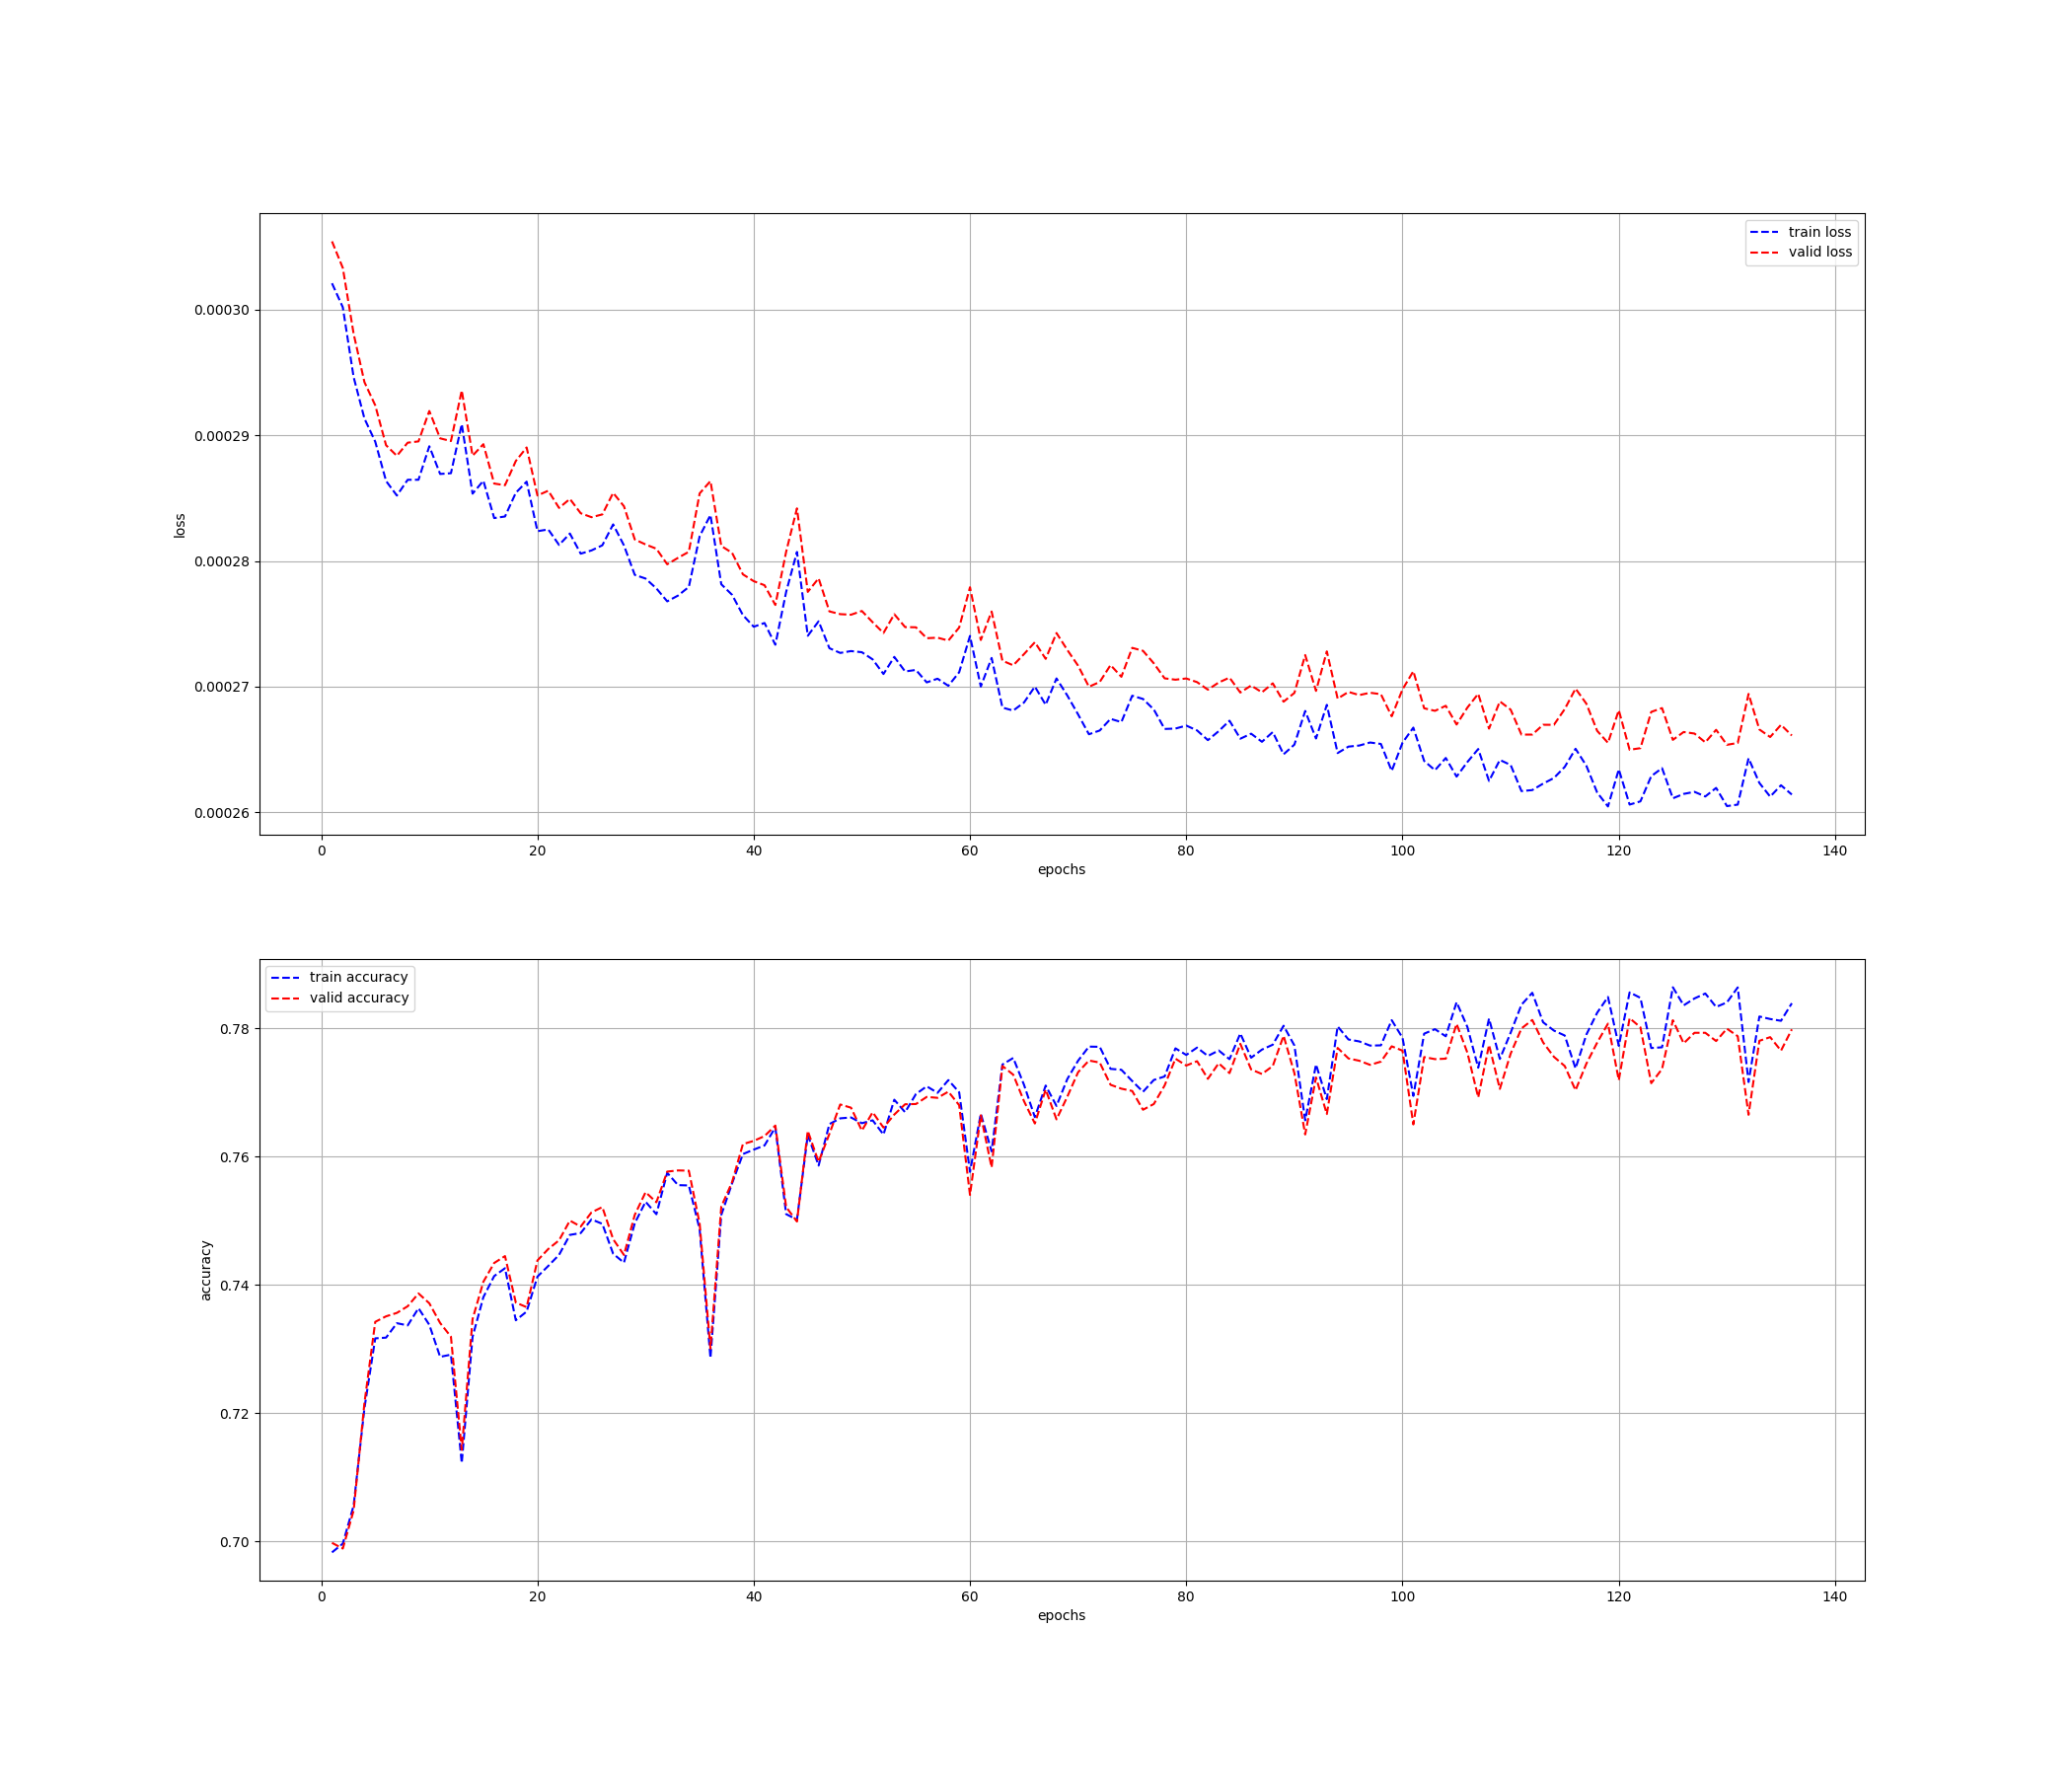 train loss
valid loss
0.00030
0.00029
0.00028
0.00027
0.00026
loss
0 20 40 60 80 100 120 140
epochs
train accuracy
valid accuracy
0.78
0.76
0.74
0.72
0.70
accuracy
0 20 40 60 80 100 120 140
epochs